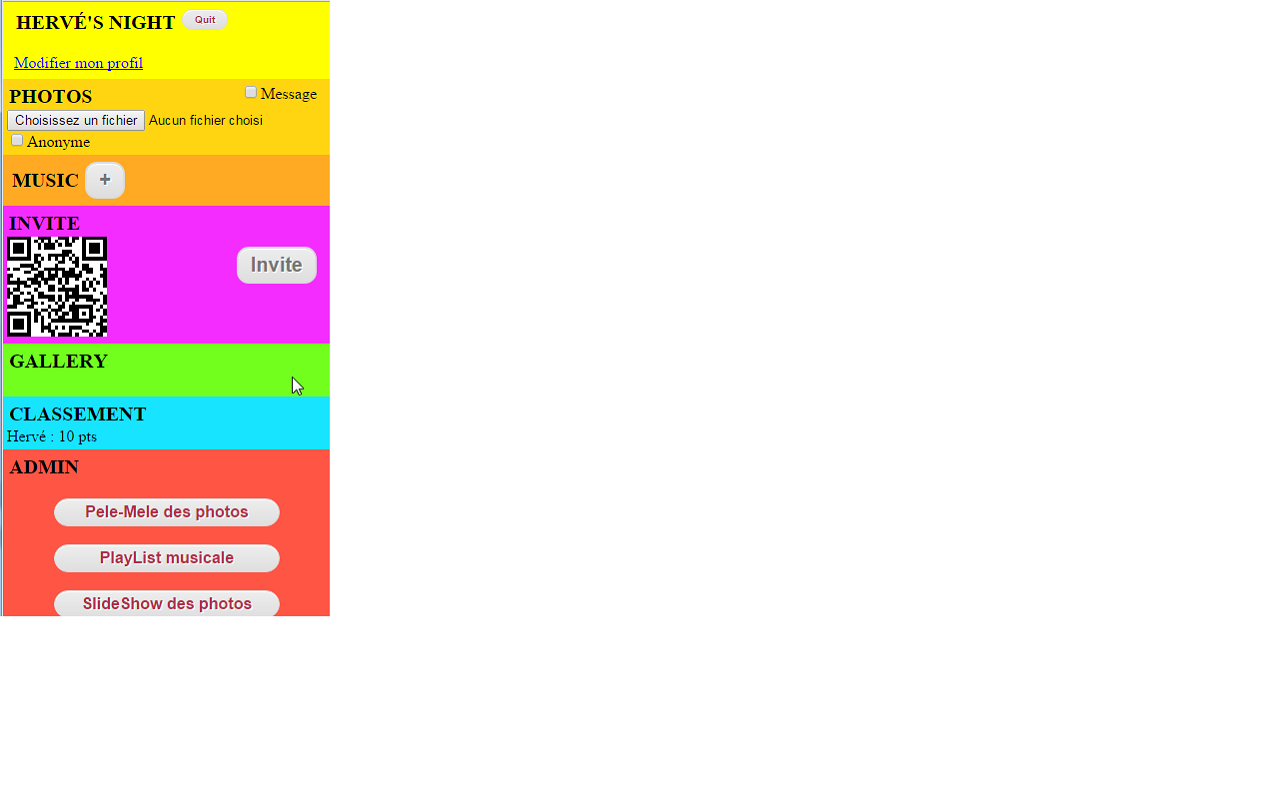 HERVÉ'S NIGHT Quit
Modifier mon profil
PHOTOS Message
Choisissez un fichier Aucun fichier choisi
Anonyme
MUSIC +
INVITE
Invite
GALLERY
CLASSEMENT
Hervé : 10 pts
ADMIN
Pele-Mele des photos
PlayList musicale
SlideShow des photos